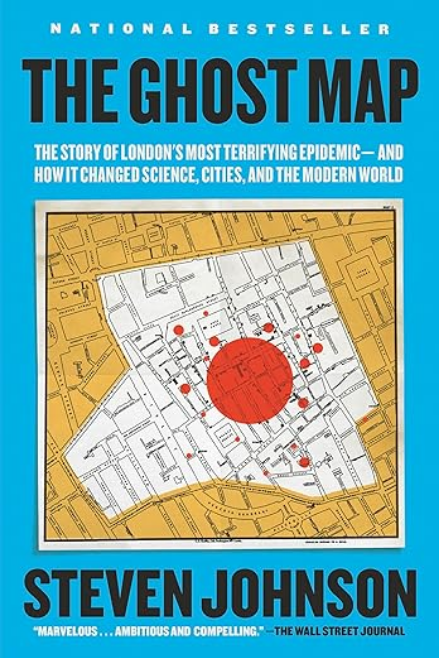 NATIONAL BESTSELLER
THE GHOST MAP
THE STORY OF LONDON'S MOST TERRIFYING EPIDEMIC—AND
HOW IT CHANGED SCIENCE, CITIES, AND THE MODERN WORLD
STEVEN JOHNSON
"MARVELOUS . . . AMBITIOUS AND COMPELLING." —THE WALL STREET JOURNAL